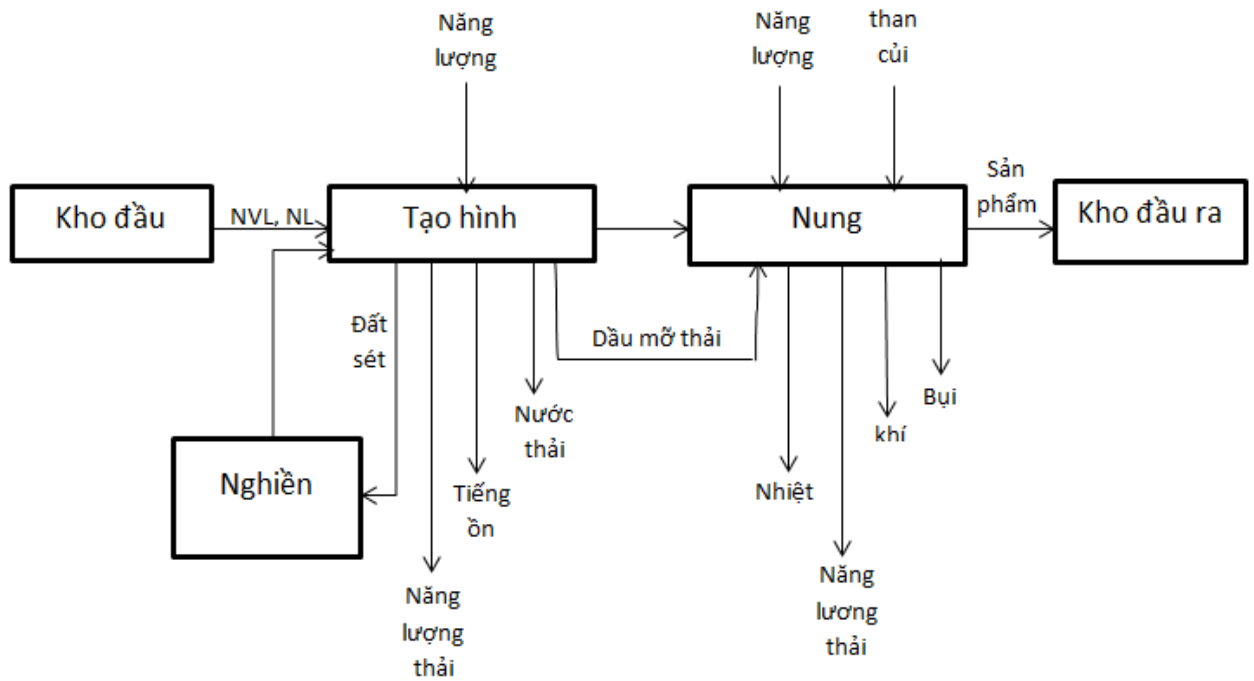 Năng
lượng
Năng
lượng
than
củi
Kho đầu
NVL, NL
Tạo hình
Nung
Sản
phẩm
Kho đầu ra
Đất
sét
Dầu mỡ thải
Nước
thải
Bụi
khí
Nghiền
Tiếng
ồn
Nhiệt
Năng
lượng
thải
Năng
lương
thải